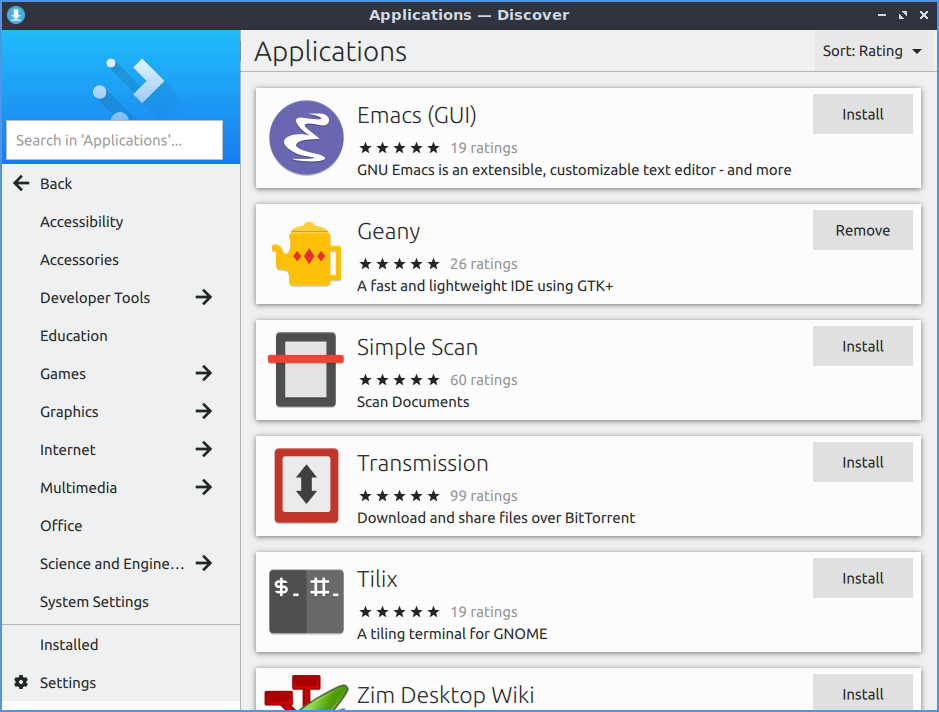 Applications — Discover
Search in 'Applications'...
Back
Accessibility
Accessories
Developer Tools
Education
Games
Graphics
Internet
Multimedia
Office
Science and Engine...
System Settings
Installed
Settings
Applications
Sort: Rating
Emacs (GUI)
19 ratings
GNU Emacs is an extensible, customizable text editor - and more
Install
Geany
26 ratings
A fast and lightweight IDE using GTK+
Remove
Simple Scan
60 ratings
Scan Documents
Install
Transmission
99 ratings
Download and share files over BitTorrent
Install
$_ #_
Tilix
19 ratings
A tiling terminal for GNOME
Install
Zim Desktop Wiki
Install